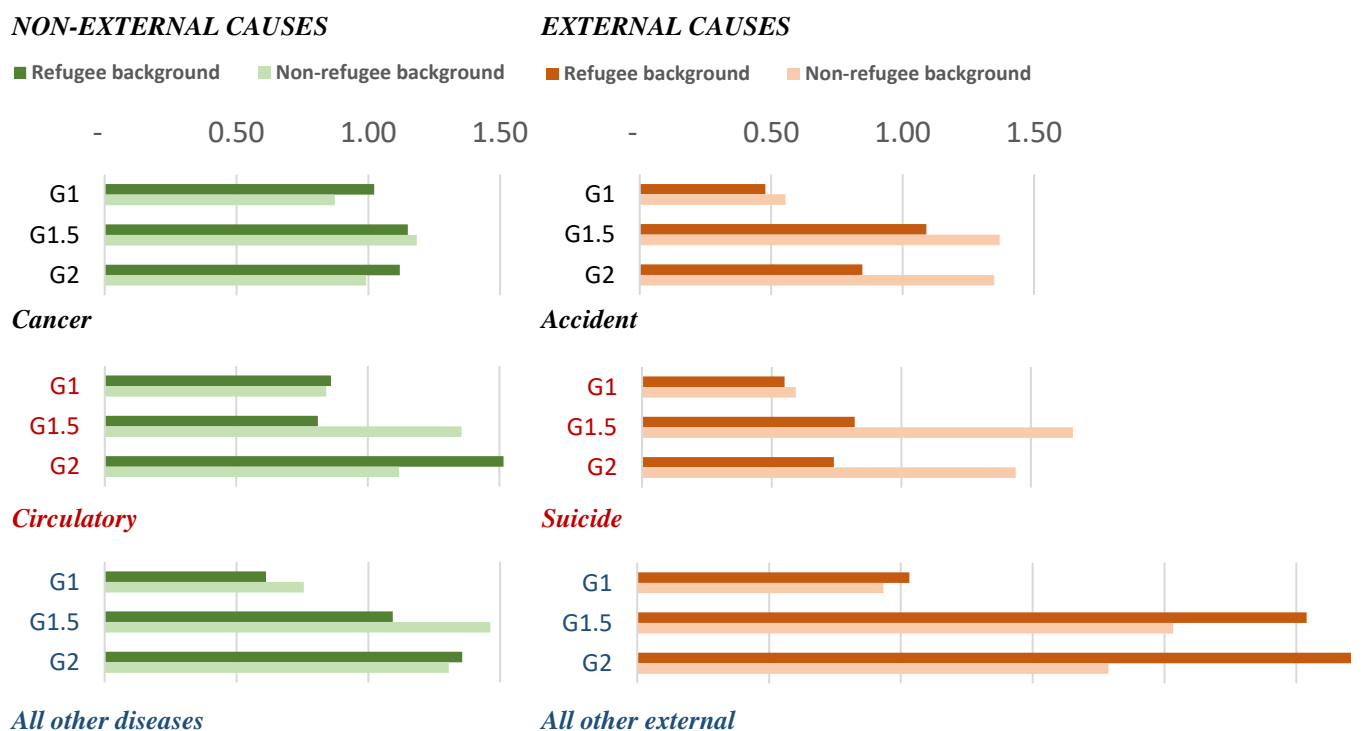 NON-EXTERNAL CAUSES
EXTERNAL CAUSES
Refugee background Non-refugee background
Refugee background Non-refugee background
- 0.50 1.00 1.50
- 0.50 1.00 1.50
G1
G1.5
G2
G1
G1.5
G2
Cancer
Accident
G1
G1.5
G2
G1
G1.5
G2
Circulatory
Suicide
G1
G1.5
G2
G1
G1.5
G2
All other diseases
All other external